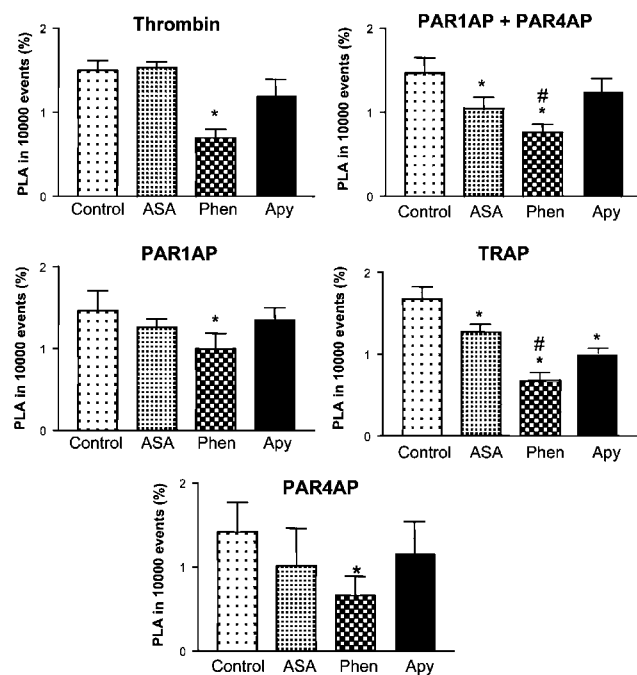 Thrombin
PLA in 10000 events (%)
2
1
0
*
Control ASA Phen Apy
PAR1AP + PAR4AP
PLA in 10000 events (%)
2
1
0
*
#
*
Control ASA Phen Apy
PAR1AP
PLA in 10000 events (%)
2
1
0
*
Control ASA Phen Apy
TRAP
PLA in 10000 events (%)
2
1
0
*
#
*
*
Control ASA Phen Apy
PAR4AP
PLA in 10000 events (%)
2
1
0
*
Control ASA Phen Apy